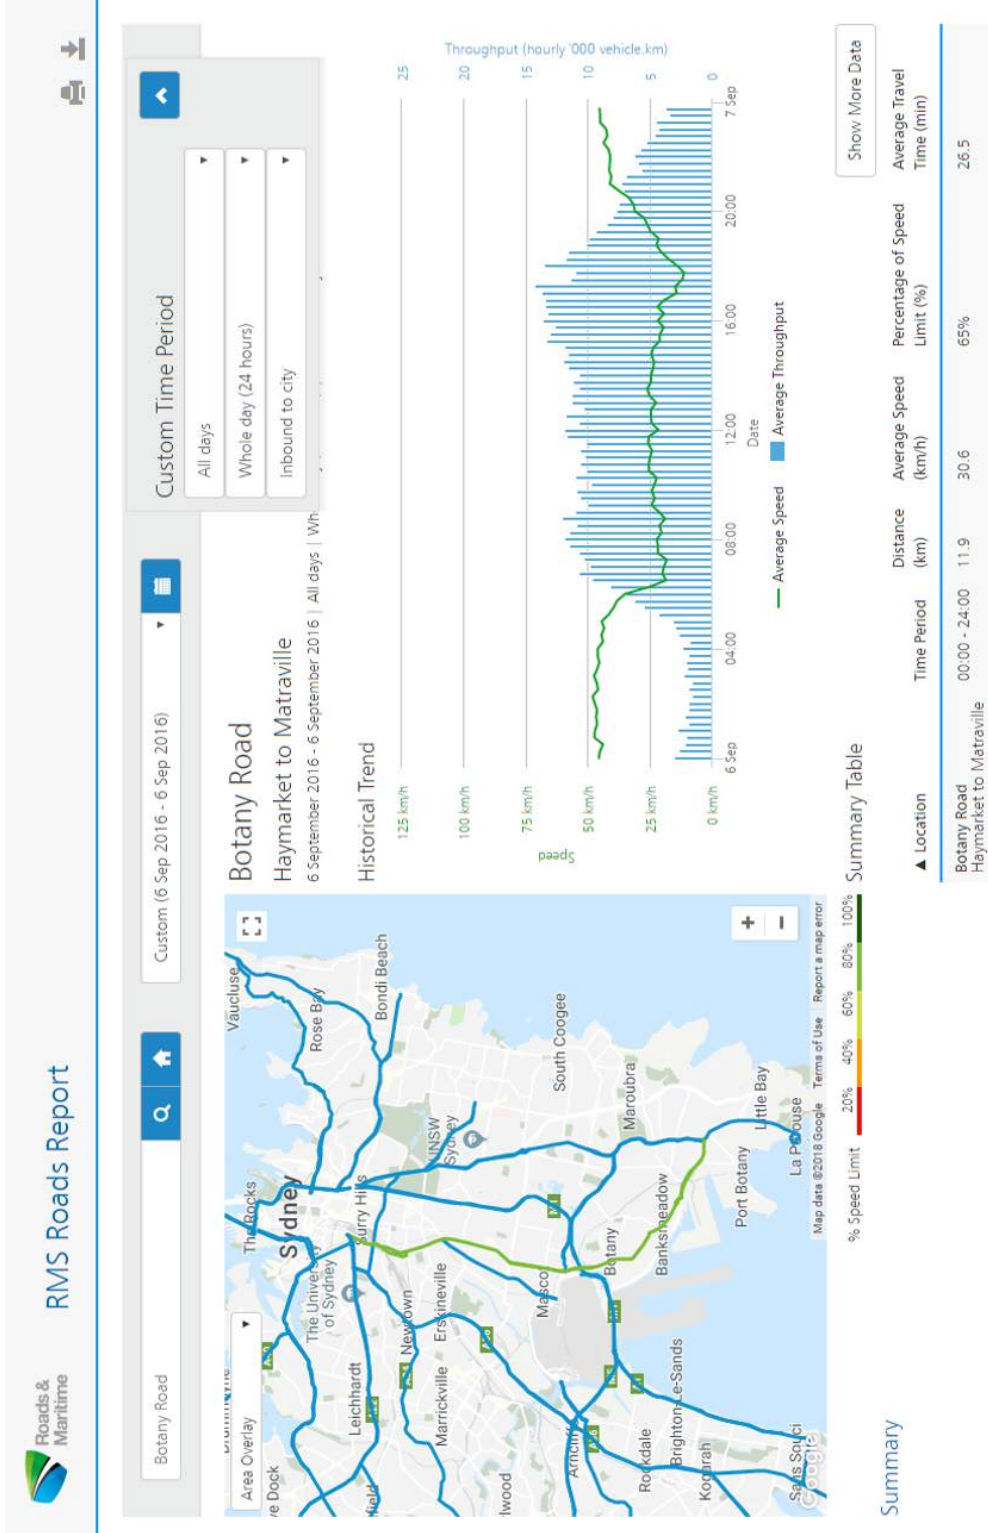 Roads &
Maritime
RMS Roads Report
Botany Road
Custom (6 Sep 2016 - 6 Sep 2016)
Custom Time Period
All days
Whole day (24 hours)
Inbound to city
Area Overlay
Vaucluse
Rose Bay
Bondi Beach
The Rocks
Sydney
Surry Hills
The University
of Sydney
UNSW
Sydney
South Coogee
Maroubra
Little Bay
La Perouse
Port Botany
Banksmeadow
Botany
Mascot
Erskineville
Newtown
Marrickville
Leichhardt
Arncliffe
Rockdale
Brighton-Le-Sands
Kogarah
Sans Souci
Google
Map data ©2018 Google
Terms of Use
Report a map error
% Speed Limit
20%
40%
60%
80%
100%
Summary
Botany Road
Haymarket to Matraville
6 September 2016 - 6 September 2016 | All days | Wh
Historical Trend
Speed
125 km/h
100 km/h
75 km/h
50 km/h
25 km/h
0 km/h
Throughput (hourly '000 vehicle.km)
25
20
15
10
5
0
6 Sep
04:00
08:00
12:00
16:00
20:00
7 Sep
Date
Average Speed
Average Throughput
Show More Data
Summary Table
▲ Location
Time Period
Distance
(km)
Average Speed
(km/h)
Percentage of Speed
Limit (%)
Average Travel
Time (min)
Botany Road
Haymarket to Matraville
00:00 - 24:00
11.9
30.6
65%
26.5